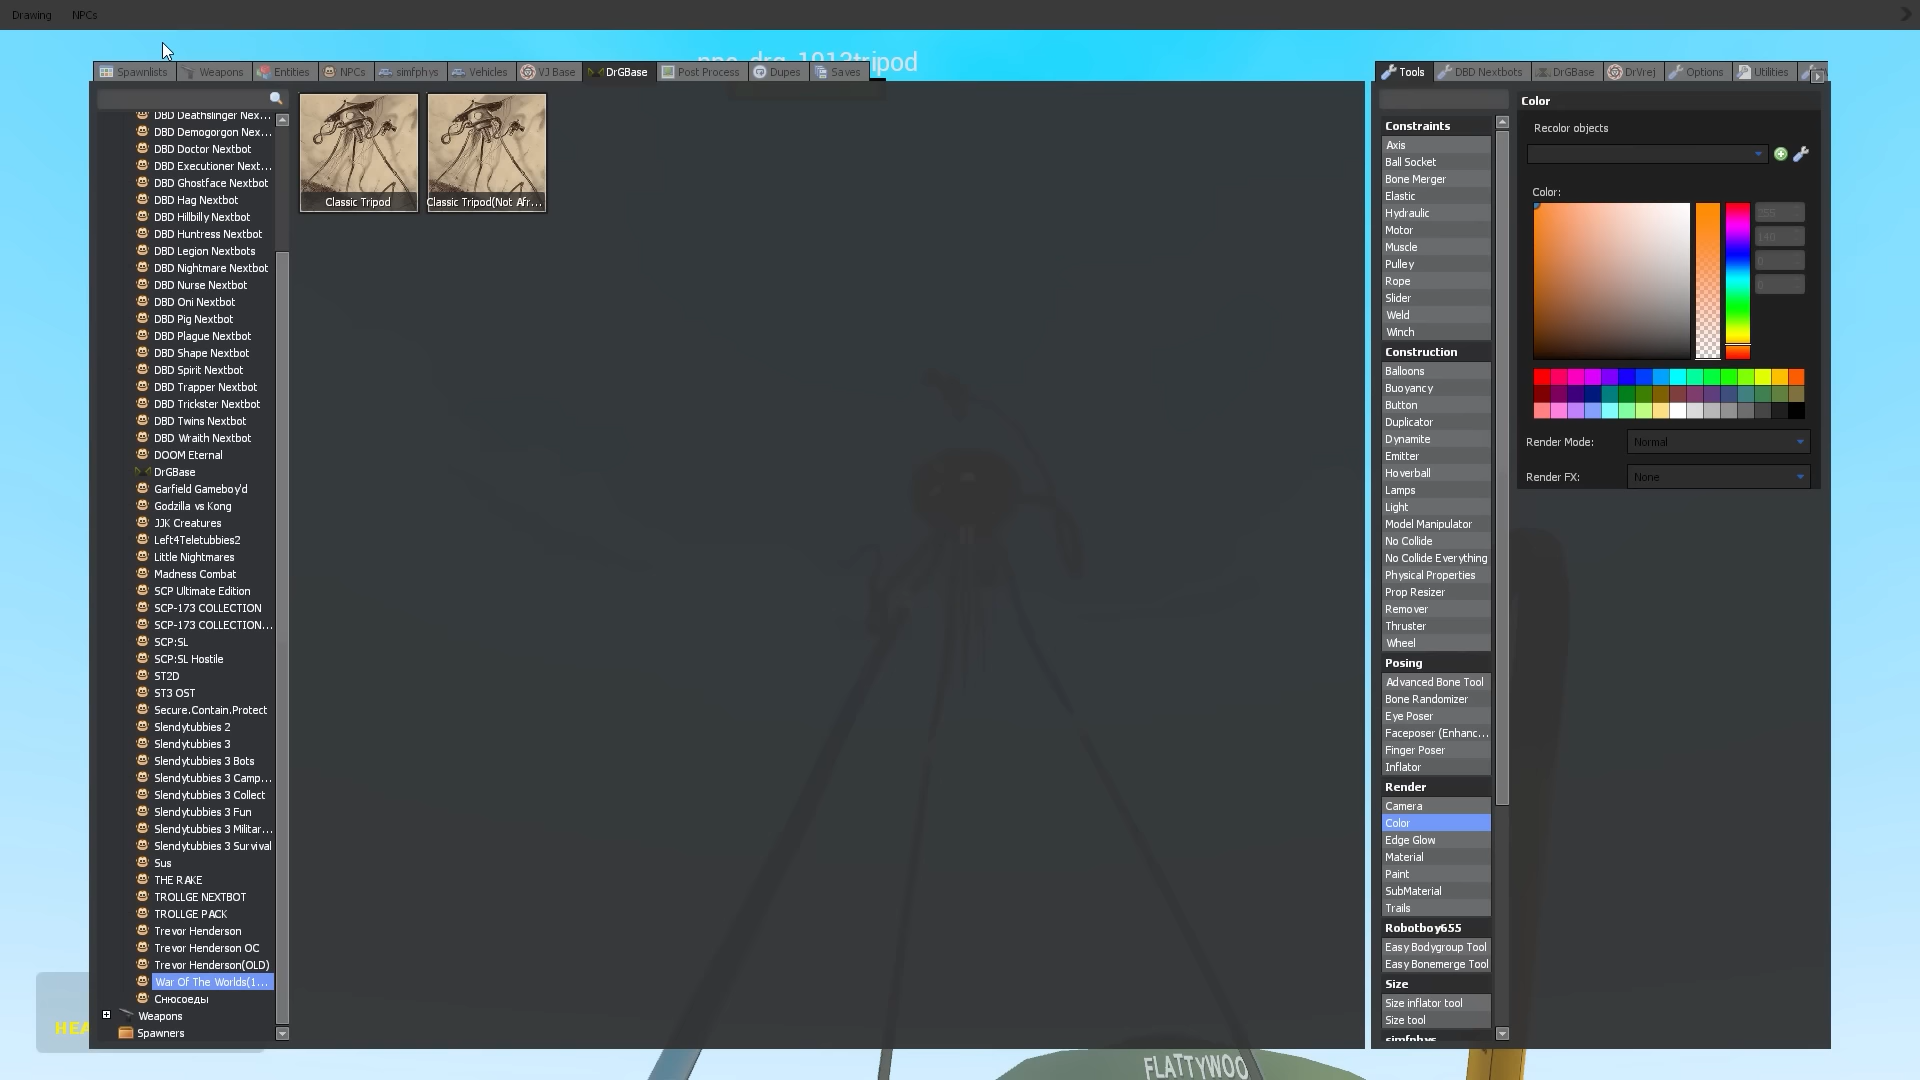 Drawing NPCs
npc_drg_1913tripod
Spawnlists Weapons Entities NPCs simfphys Vehicles VJ Base DrGBase Post Process Dupes Saves
Tools DBD Nextbots DrGBase DrVrej Options Utilities
DBD Deathslinger Nex...
DBD Demogorgon Nex...
DBD Doctor Nextbot
DBD Executioner Next...
DBD Ghostface Nextbot
DBD Hag Nextbot
DBD Hillbilly Nextbot
DBD Huntress Nextbot
DBD Legion Nextbots
DBD Nightmare Nextbot
DBD Nurse Nextbot
DBD Oni Nextbot
DBD Pig Nextbot
DBD Plague Nextbot
DBD Shape Nextbot
DBD Spirit Nextbot
DBD Trapper Nextbot
DBD Trickster Nextbot
DBD Twins Nextbot
DBD Wraith Nextbot
DOOM Eternal
DrGBase
Garfield Gameboy'd
Godzilla vs Kong
JJK Creatures
Left4Teletubbies2
Little Nightmares
Madness Combat
SCP Ultimate Edition
SCP-173 COLLECTION
SCP-173 COLLECTION...
SCP:SL
SCP:SL Hostile
ST2D
ST3 OST
Secure.Contain.Protect
Slendytubbies 2
Slendytubbies 3
Slendytubbies 3 Bots
Slendytubbies 3 Camp...
Slendytubbies 3 Collect
Slendytubbies 3 Fun
Slendytubbies 3 Militar...
Slendytubbies 3 Survival
Sus
THE RAKE
TROLLGE NEXTBOT
TROLLGE PACK
Trevor Henderson
Trevor Henderson OC
Trevor Henderson(OLD)
War Of The Worlds(1...
Снюсоеды
Weapons
Spawners
Classic Tripod
Classic Tripod(Not Afr...
Constraints
Axis
Ball Socket
Bone Merger
Elastic
Hydraulic
Motor
Muscle
Pulley
Rope
Slider
Weld
Winch
Construction
Balloons
Buoyancy
Button
Duplicator
Dynamite
Emitter
Hoverball
Lamps
Light
Model Manipulator
No Collide
No Collide Everything
Physical Properties
Prop Resizer
Remover
Thruster
Wheel
Posing
Advanced Bone Tool
Bone Randomizer
Eye Poser
Faceposer (Enhanc...
Finger Poser
Inflator
Render
Camera
Color
Edge Glow
Material
Paint
SubMaterial
Trails
Robotboy655
Easy Bodygroup Tool
Easy Bonemerge Tool
Size
Size inflator tool
Size tool
simfphys
Color
Recolor objects
Color:
255
140
0
0
Render Mode: Normal
Render FX: None
HEA
FLATTYWOO